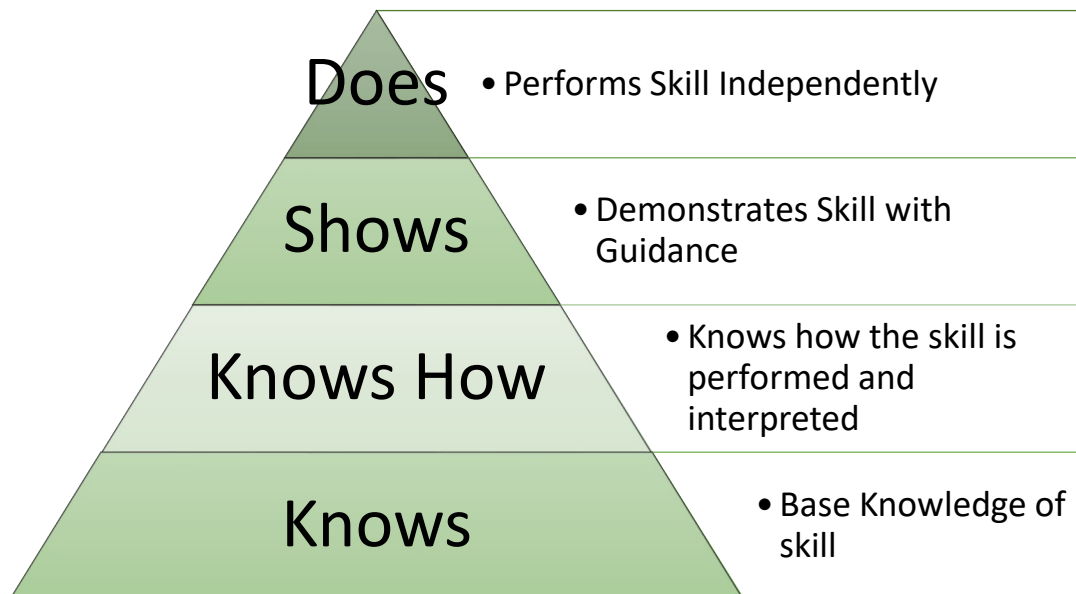 Does
• Performs Skill Independently
Shows
• Demonstrates Skill with
Guidance
Knows How
• Knows how the skill is
performed and
interpreted
Knows
• Base Knowledge of
skill